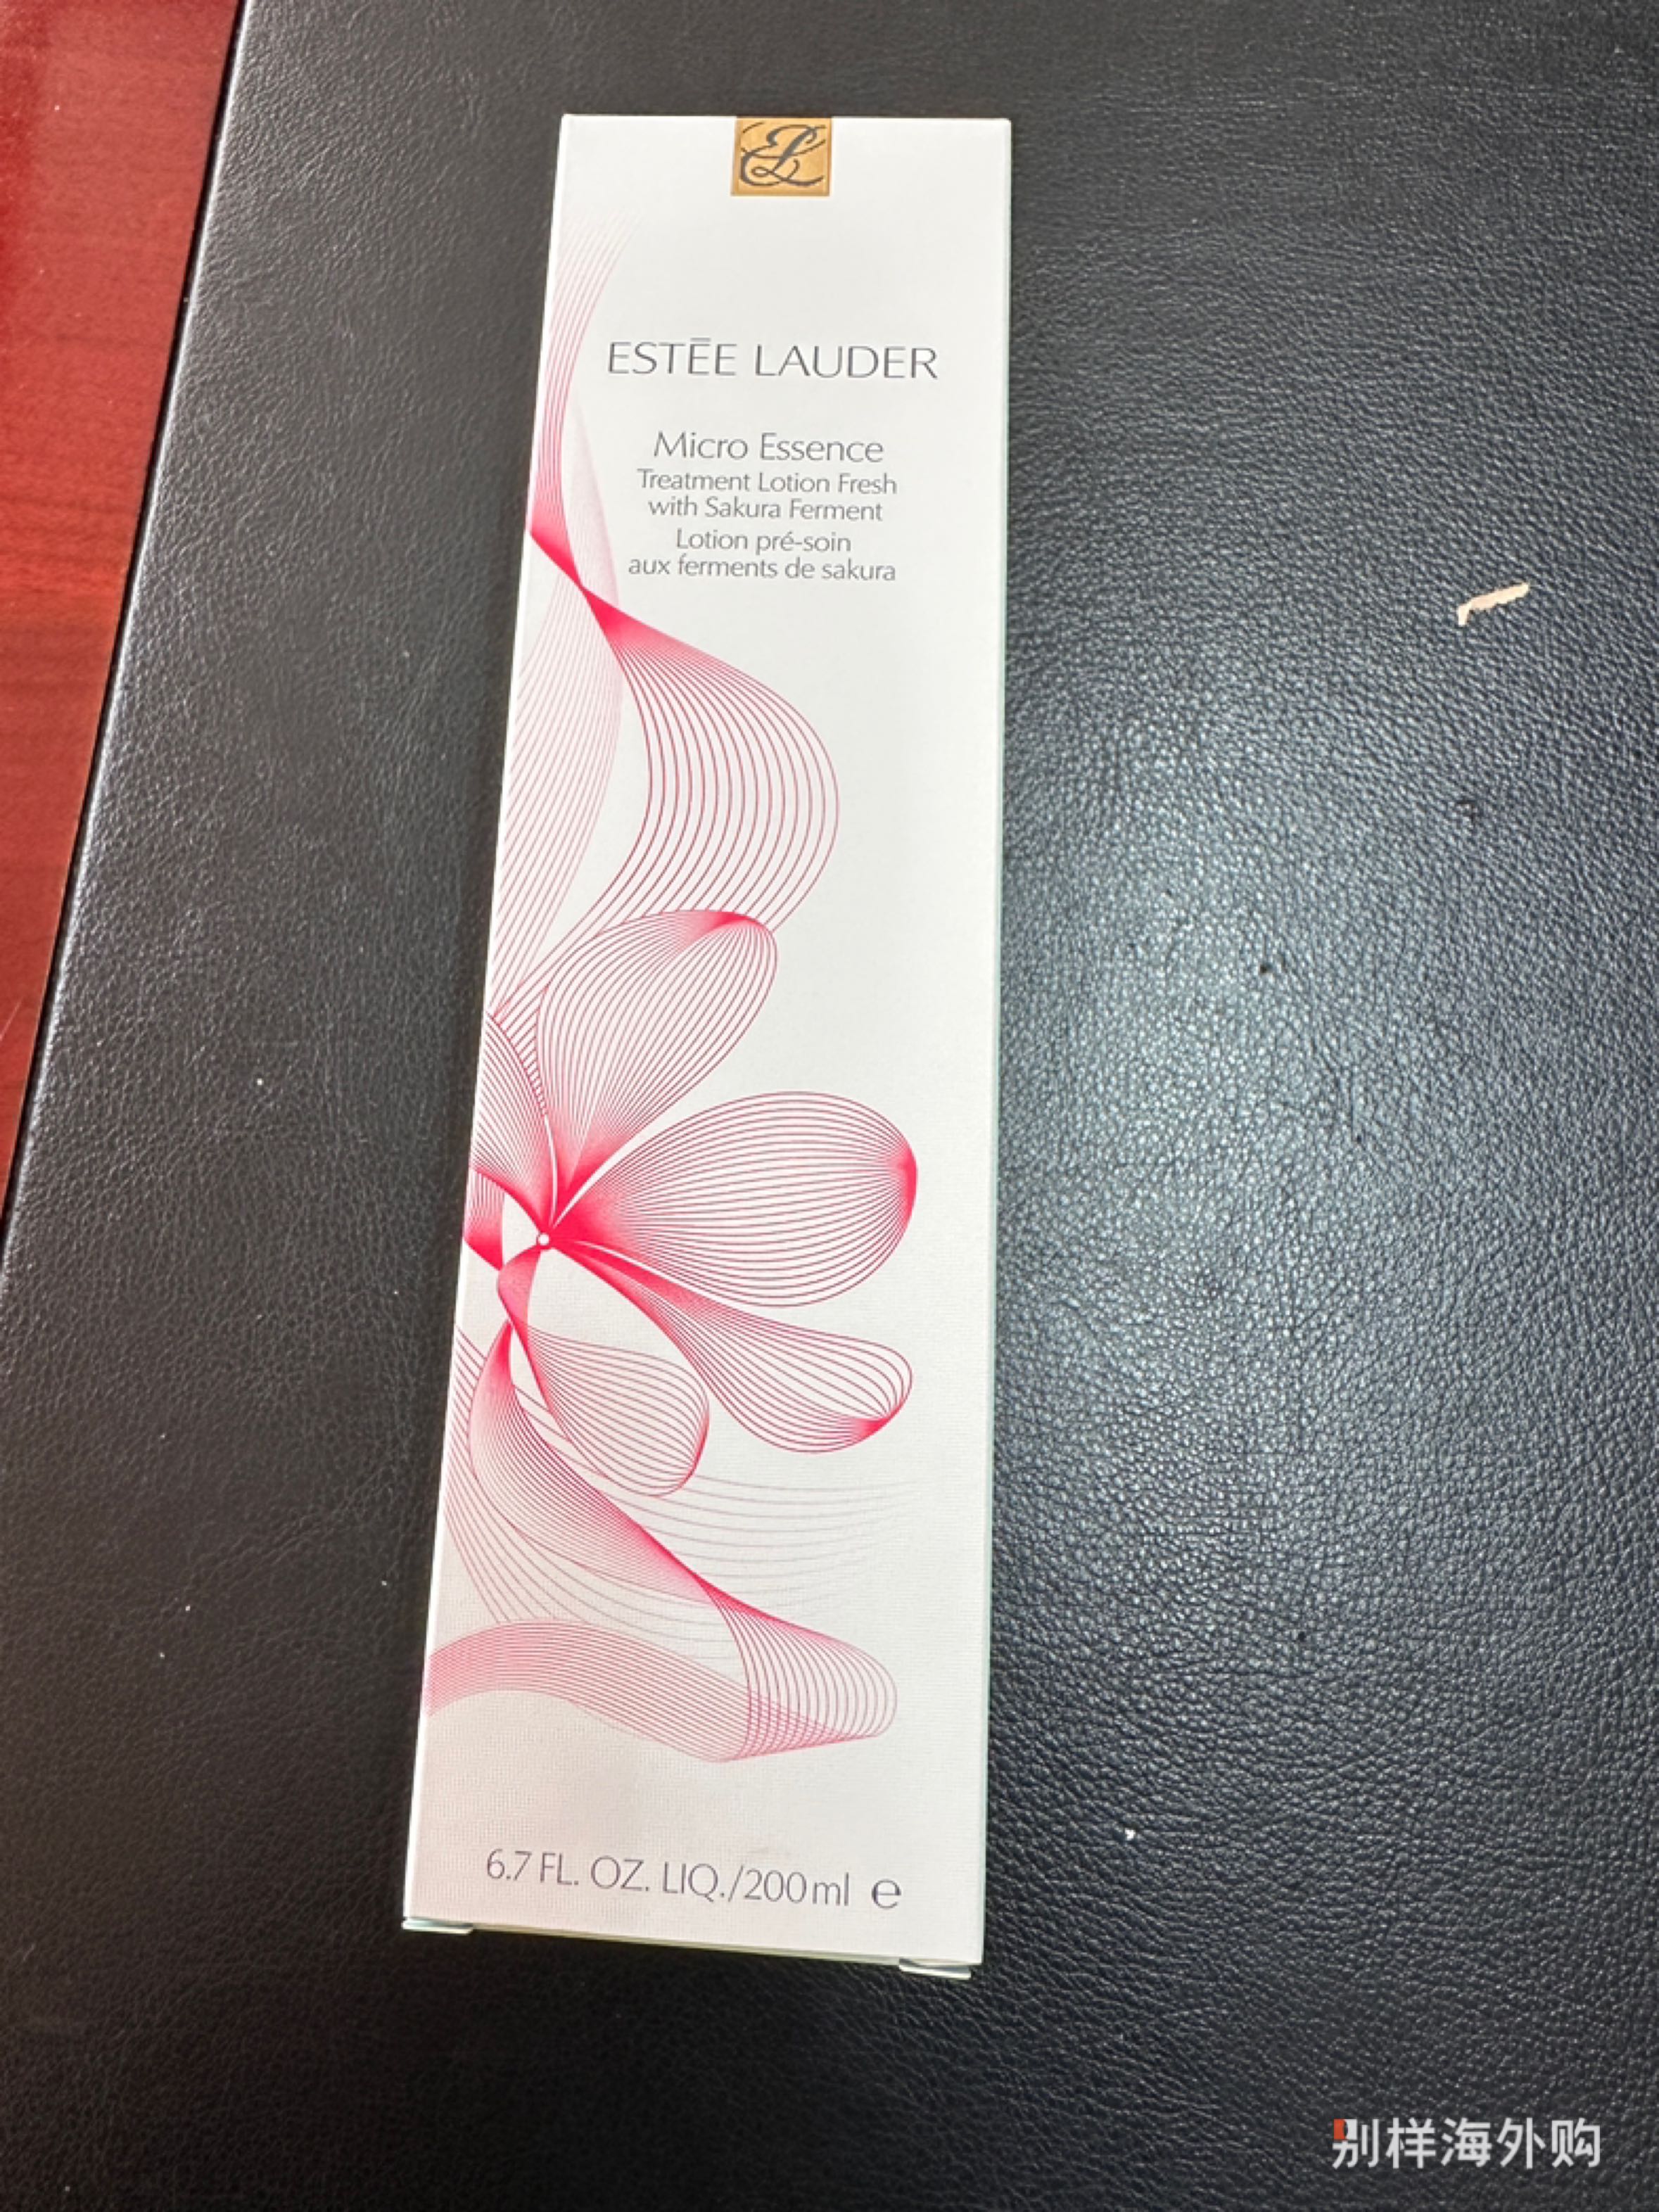 EL
ESTĒE LAUDER
Micro Essence
Treatment Lotion Fresh
with Sakura Ferment
Lotion pré-soin
aux ferments de sakura
6.7 FL. OZ. LIQ./200ml ℮
别样海外购